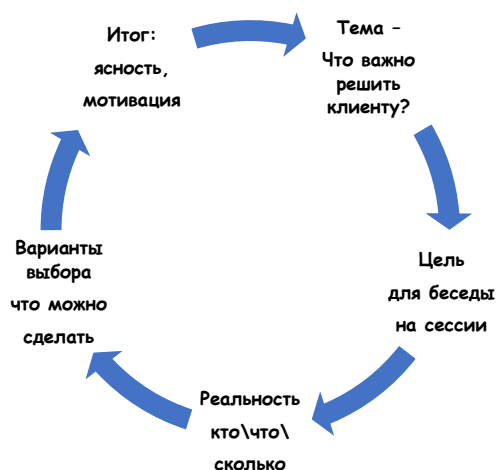 Тема –
Что важно
решить
клиенту?
Цель
для беседы
на сессии
Реальность
кто\что\
сколько
Варианты
выбора
что можно
сделать
Итог:
ясность,
мотивация